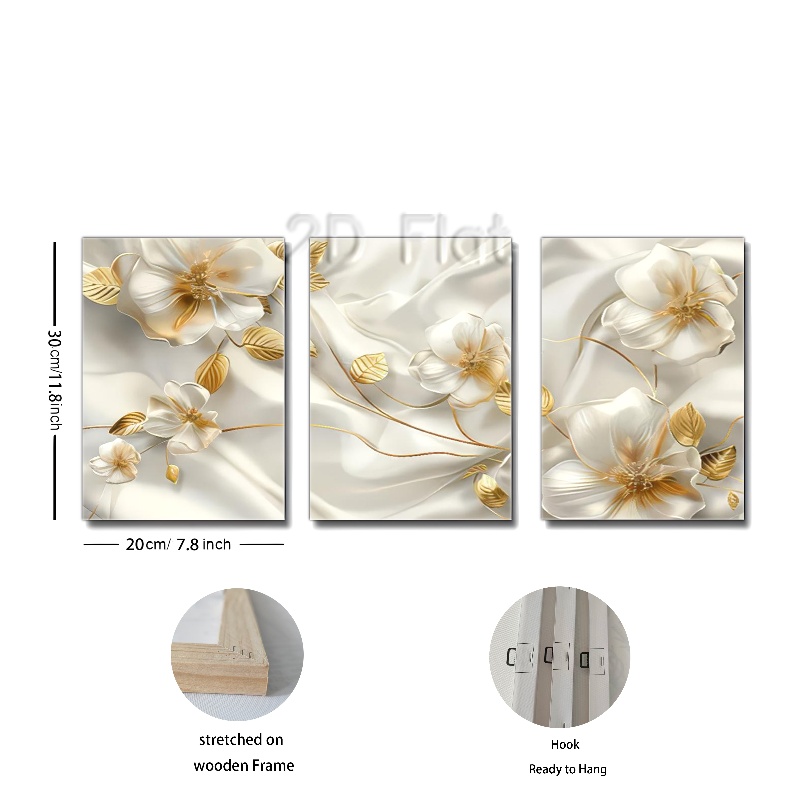 2D Flat
30cm/11.8inch
20cm/ 7.8 inch
stretched on
wooden Frame
Hook
Ready to Hang